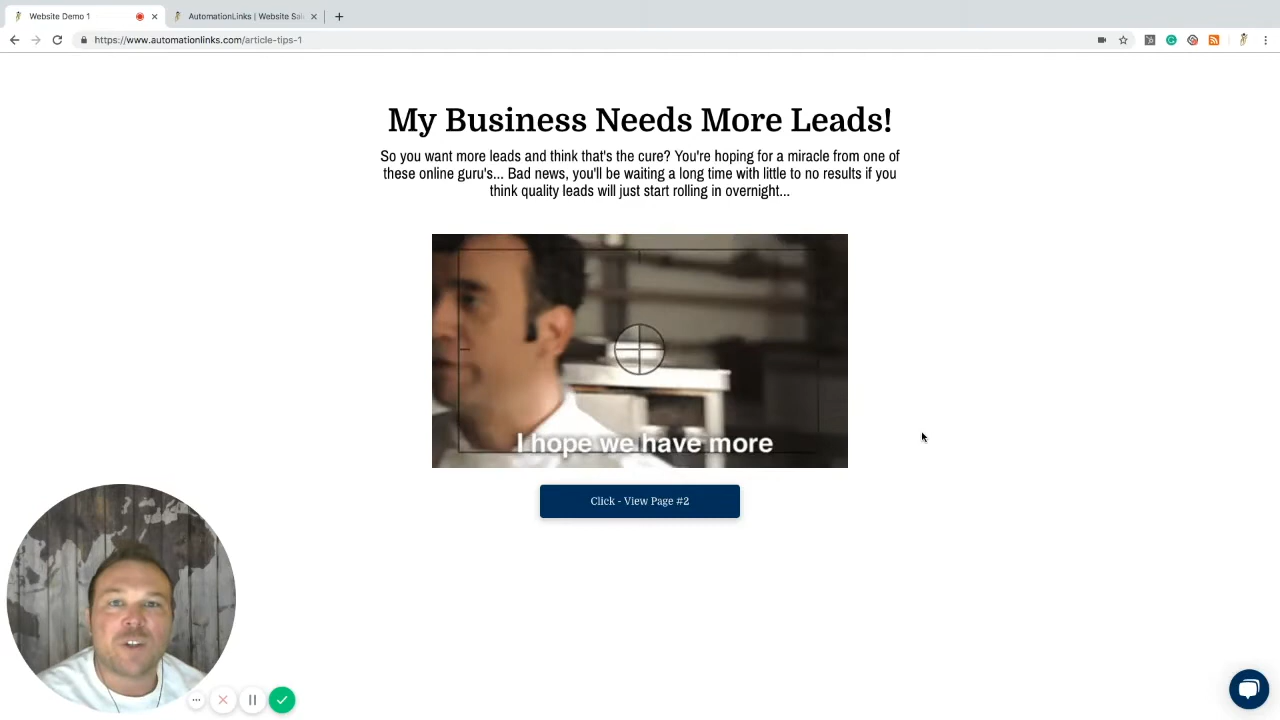 Website Demo 1
AutomationLinks | Website Sal
https://www.automationlinks.com/article-tips-1
My Business Needs More Leads!
So you want more leads and think that's the cure? You're hoping for a miracle from one of
these online guru's... Bad news, you'll be waiting a long time with little to no results if you
think quality leads will just start rolling in overnight...
I hope we have more
Click - View Page #2